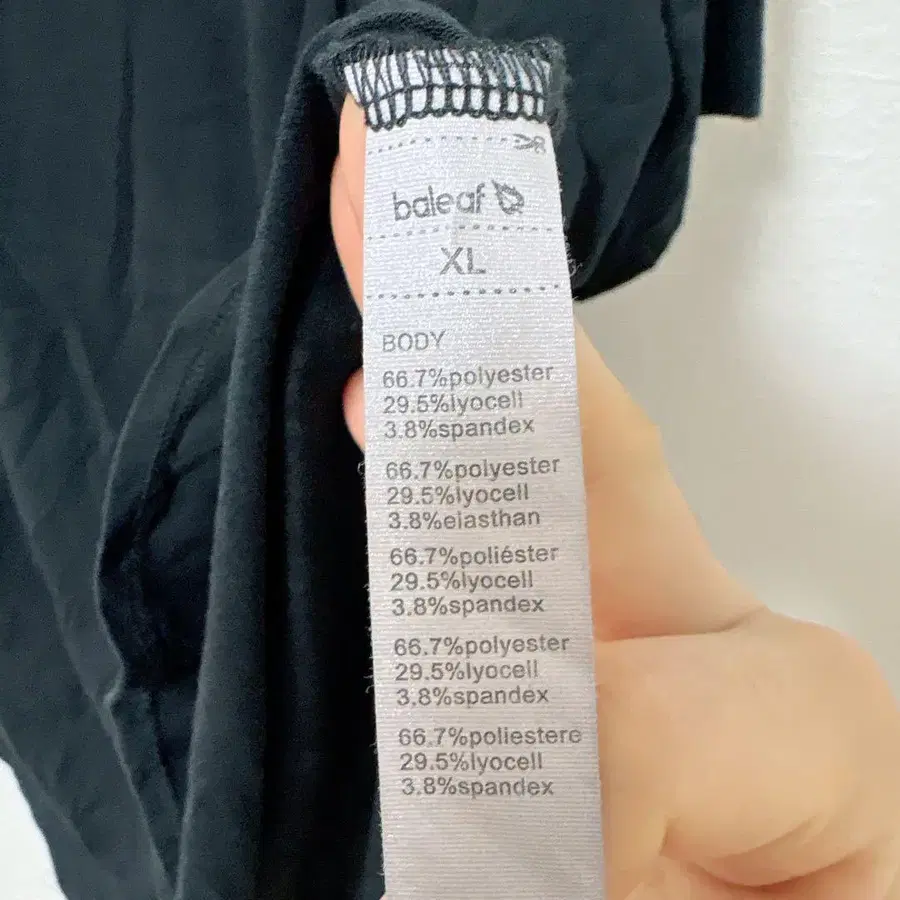 baleaf
XL
BODY
66.7%polyester
29.5%lyocell
3.8%spandex
66.7%polyester
29.5%lyocell
3.8%elasthan
66.7%poliéster
29.5%lyocell
3.8%spandex
66.7%polyester
29.5%lyocell
3.8%spandex
66.7%poliestere
29.5%lyocell
3.8%spandex